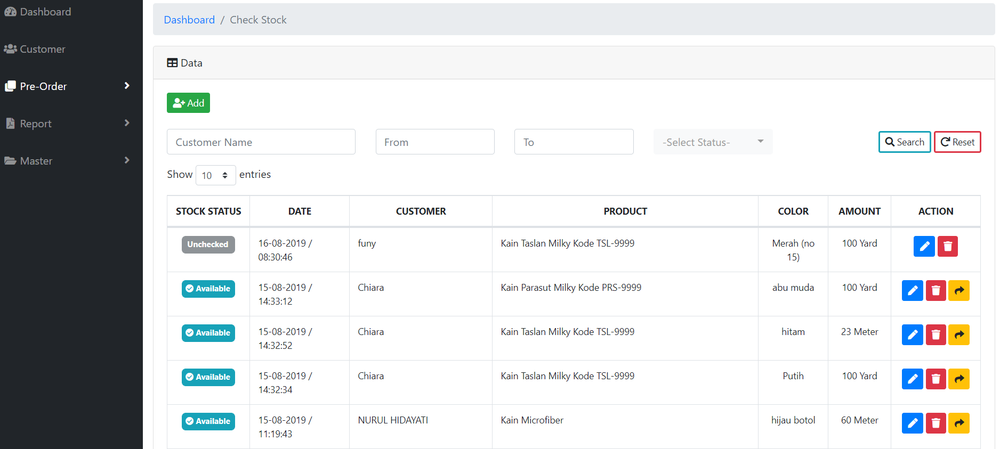 Dashboard
Customer
Pre-Order
Report
Master
Dashboard / Check Stock
Data
Add
Customer Name From To -Select Status- Search Reset
Show 10 entries
STOCK STATUS DATE CUSTOMER PRODUCT COLOR AMOUNT ACTION
Unchecked 16-08-2019 / funy Kain Taslan Milky Kode TSL-9999 Merah (no 100 Yard
08:30:46 15)
Available 15-08-2019 / Chiara Kain Parasut Milky Kode PRS-9999 abu muda 100 Yard
14:33:12
Available 15-08-2019 / Chiara Kain Taslan Milky Kode TSL-9999 hitam 23 Meter
14:32:52
Available 15-08-2019 / Chiara Kain Taslan Milky Kode TSL-9999 Putih 100 Yard
14:32:34
Available 15-08-2019 / NURUL HIDAYATI Kain Microfiber hijau botol 60 Meter
11:19:43